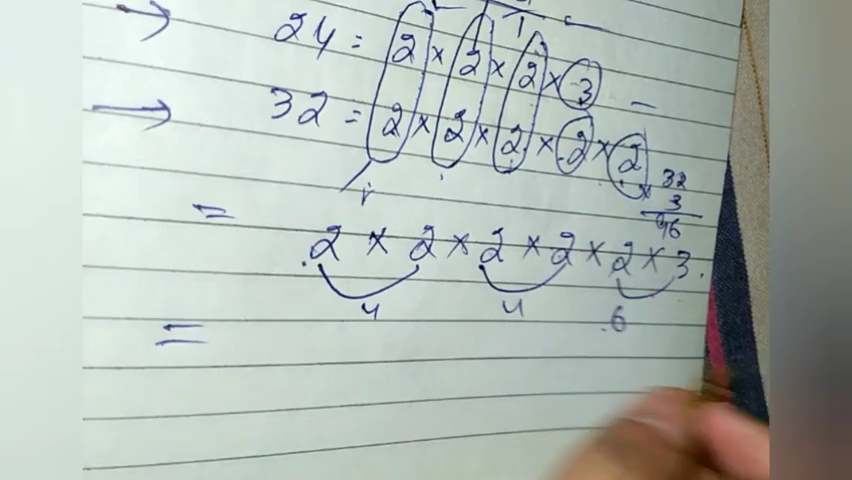 → 24 = 2 × 2 × 2 × 3
→ 32 = 2 × 2 × 2 × 2 × 2
32
× 3
96
= 2 × 2 × 2 × 2 × 2 × 3.
4 4 6
=